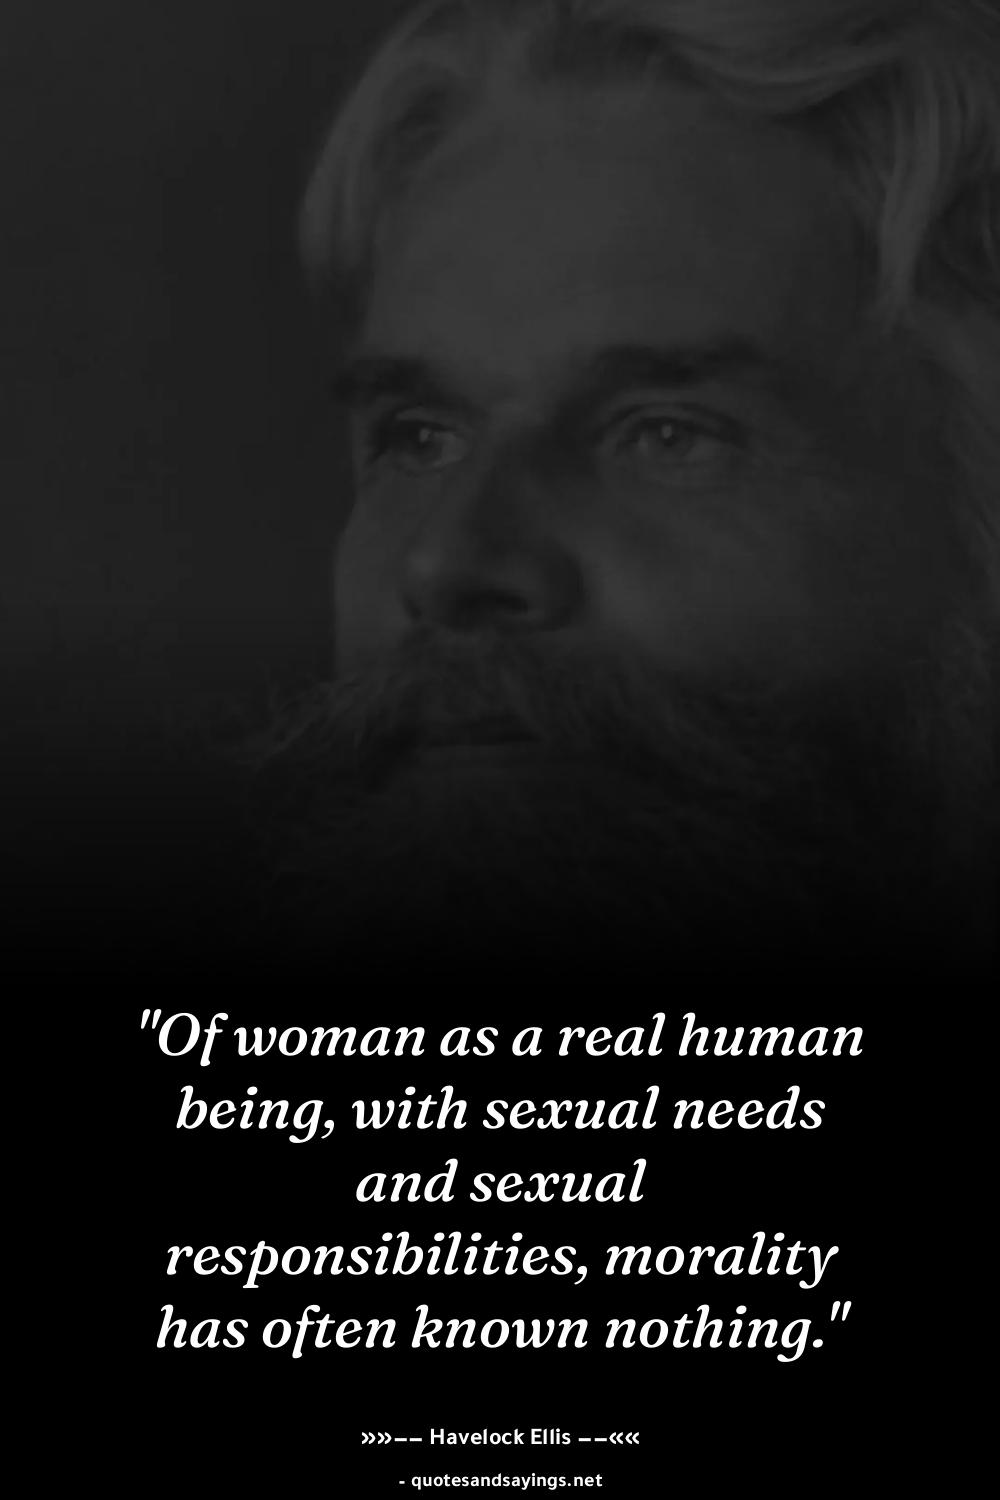 "Of woman as a real human
being, with sexual needs
and sexual
responsibilities, morality
has often known nothing."
»»–– Havelock Ellis ––««
- quotesandsayings.net